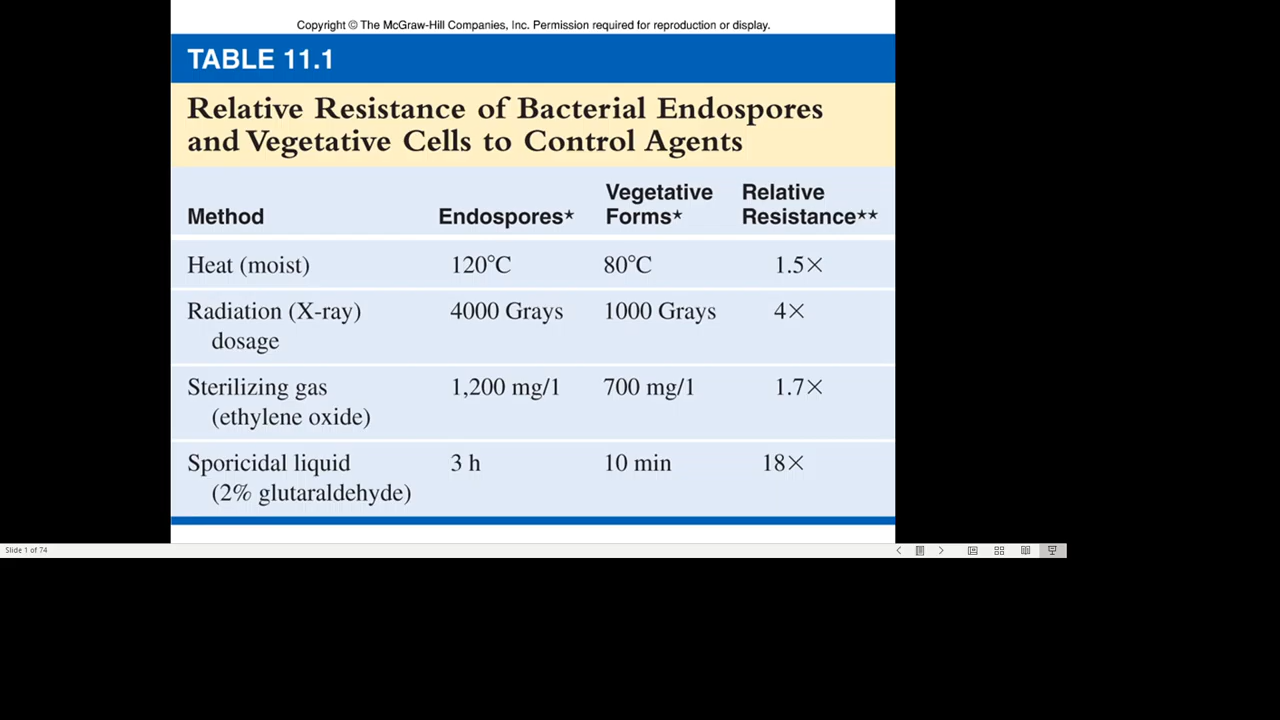 Copyright © The McGraw-Hill Companies, Inc. Permission required for reproduction or display.
TABLE 11.1
Relative Resistance of Bacterial Endospores
and Vegetative Cells to Control Agents
Method Endospores★ Vegetative Forms★ Relative Resistance★★
Heat (moist) 120°C 80°C 1.5×
Radiation (X-ray) 4000 Grays 1000 Grays 4×
dosage
Sterilizing gas 1,200 mg/1 700 mg/1 1.7×
(ethylene oxide)
Sporicidal liquid 3 h 10 min 18×
(2% glutaraldehyde)
Slide 1 of 74